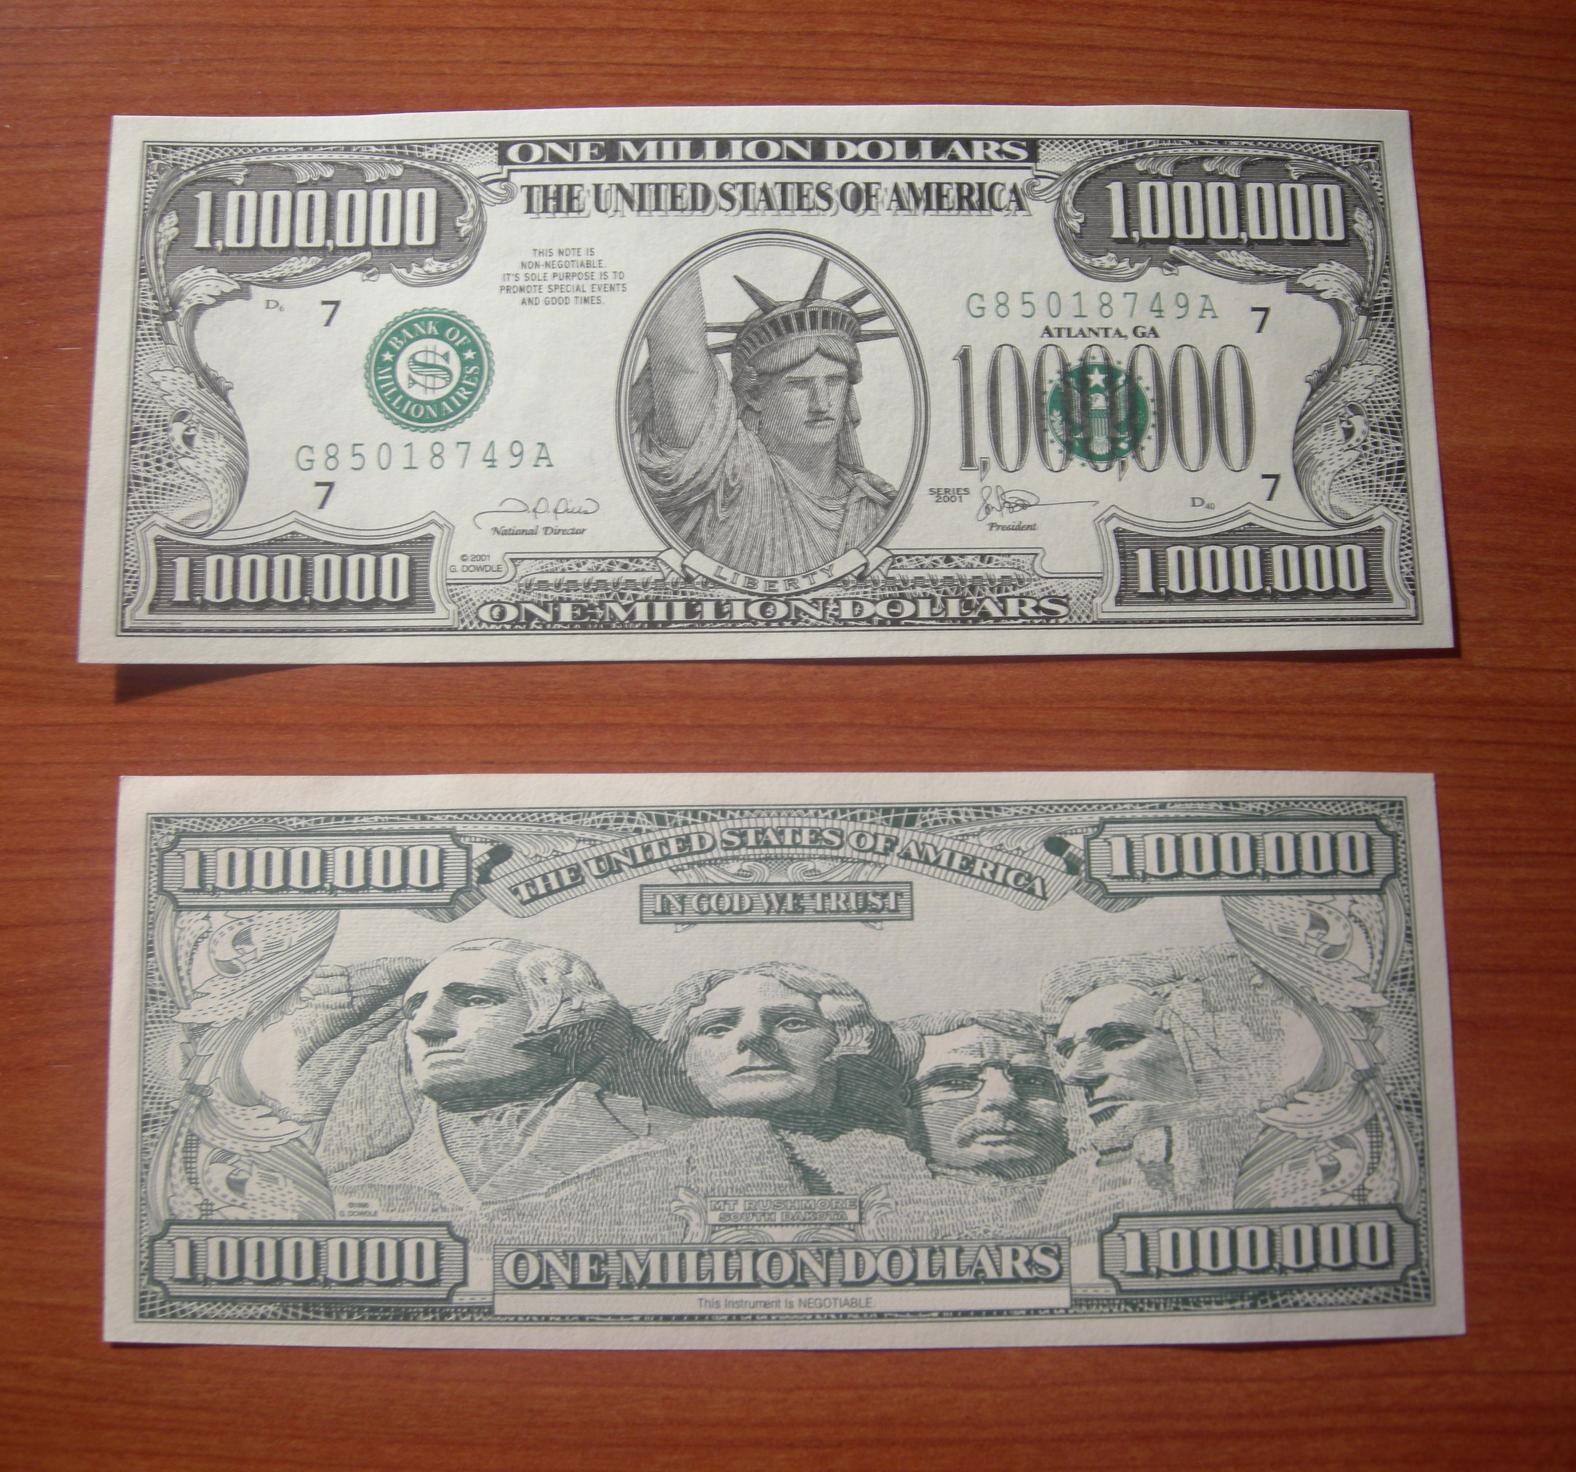 ONE MILLION DOLLARS
THE UNITED STATES OF AMERICA
1,000,000
1,000,000
THIS NOTE IS
NON-NEGOTIABLE.
IT'S SOLE PURPOSE IS TO
PROMOTE SPECIAL EVENTS
AND GOOD TIMES.
D6
7
BANK OF MILLIONAIRES
$
G85018749A
7
G85018749A
ATLANTA, GA
7
1,000,000
National Director
SERIES
2001
President
D40
7
© 2001
G. DOWDLE
LIBERTY
1,000,000
ONE MILLION DOLLARS
1,000,000
1,000,000
THE UNITED STATES OF AMERICA
1,000,000
IN GOD WE TRUST
MT RUSHMORE
SOUTH DAKOTA
1,000,000
ONE MILLION DOLLARS
1,000,000
This Instrument Is NEGOTIABLE.